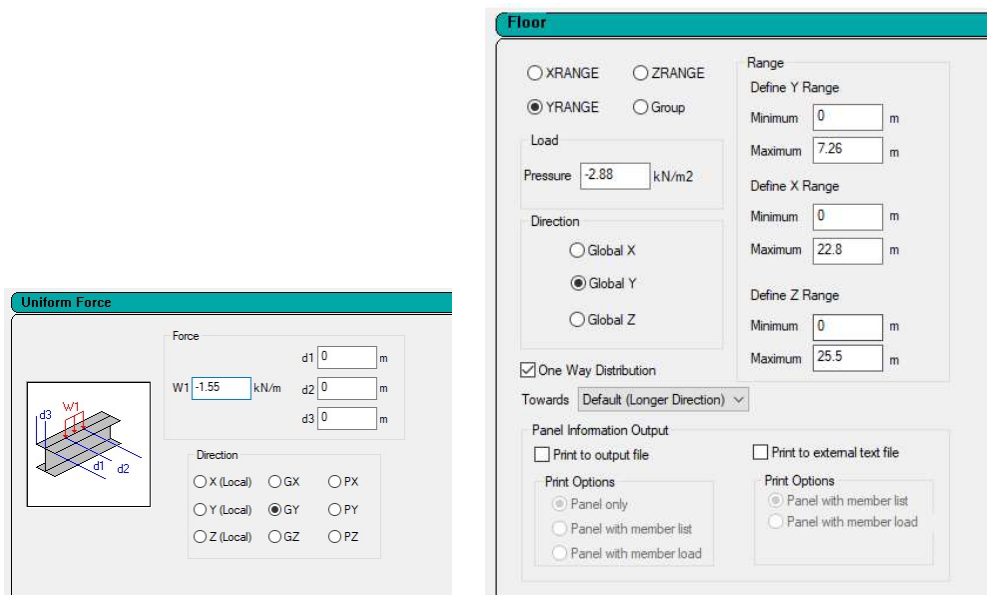 Uniform Force
Force
d1 0 m
W1 -1.55 kN/m d2 0 m
d3 0 m
d3
W1
d1
d2
Direction
X (Local) GX PX
Y (Local) GY PY
Z (Local) GZ PZ
Floor
XRANGE ZRANGE
YRANGE Group
Load
Pressure -2.88 kN/m2
Direction
Global X
Global Y
Global Z
Range
Define Y Range
Minimum 0 m
Maximum 7.26 m
Define X Range
Minimum 0 m
Maximum 22.8 m
Define Z Range
Minimum 0 m
Maximum 25.5 m
One Way Distribution
Towards Default (Longer Direction)
Panel Information Output
Print to output file
Print Options
Panel only
Panel with member list
Panel with member load
Print to external text file
Print Options
Panel with member list
Panel with member load